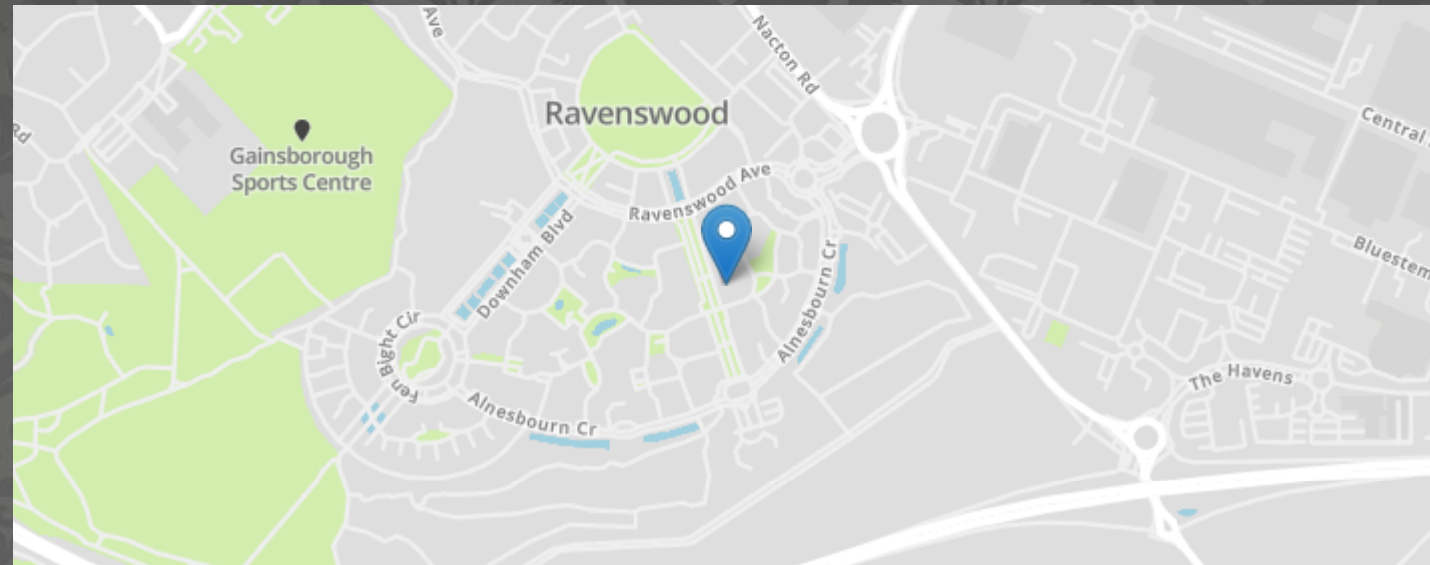 Ave
Nacton Rd
Ravenswood
Central
Rd
Gainsborough
Sports Centre
Ravenswood Ave
Downham Blvd
Alnesbourn Cr
Bluestem
Fen Bight Cir
The Havens
Alnesbourn Cr